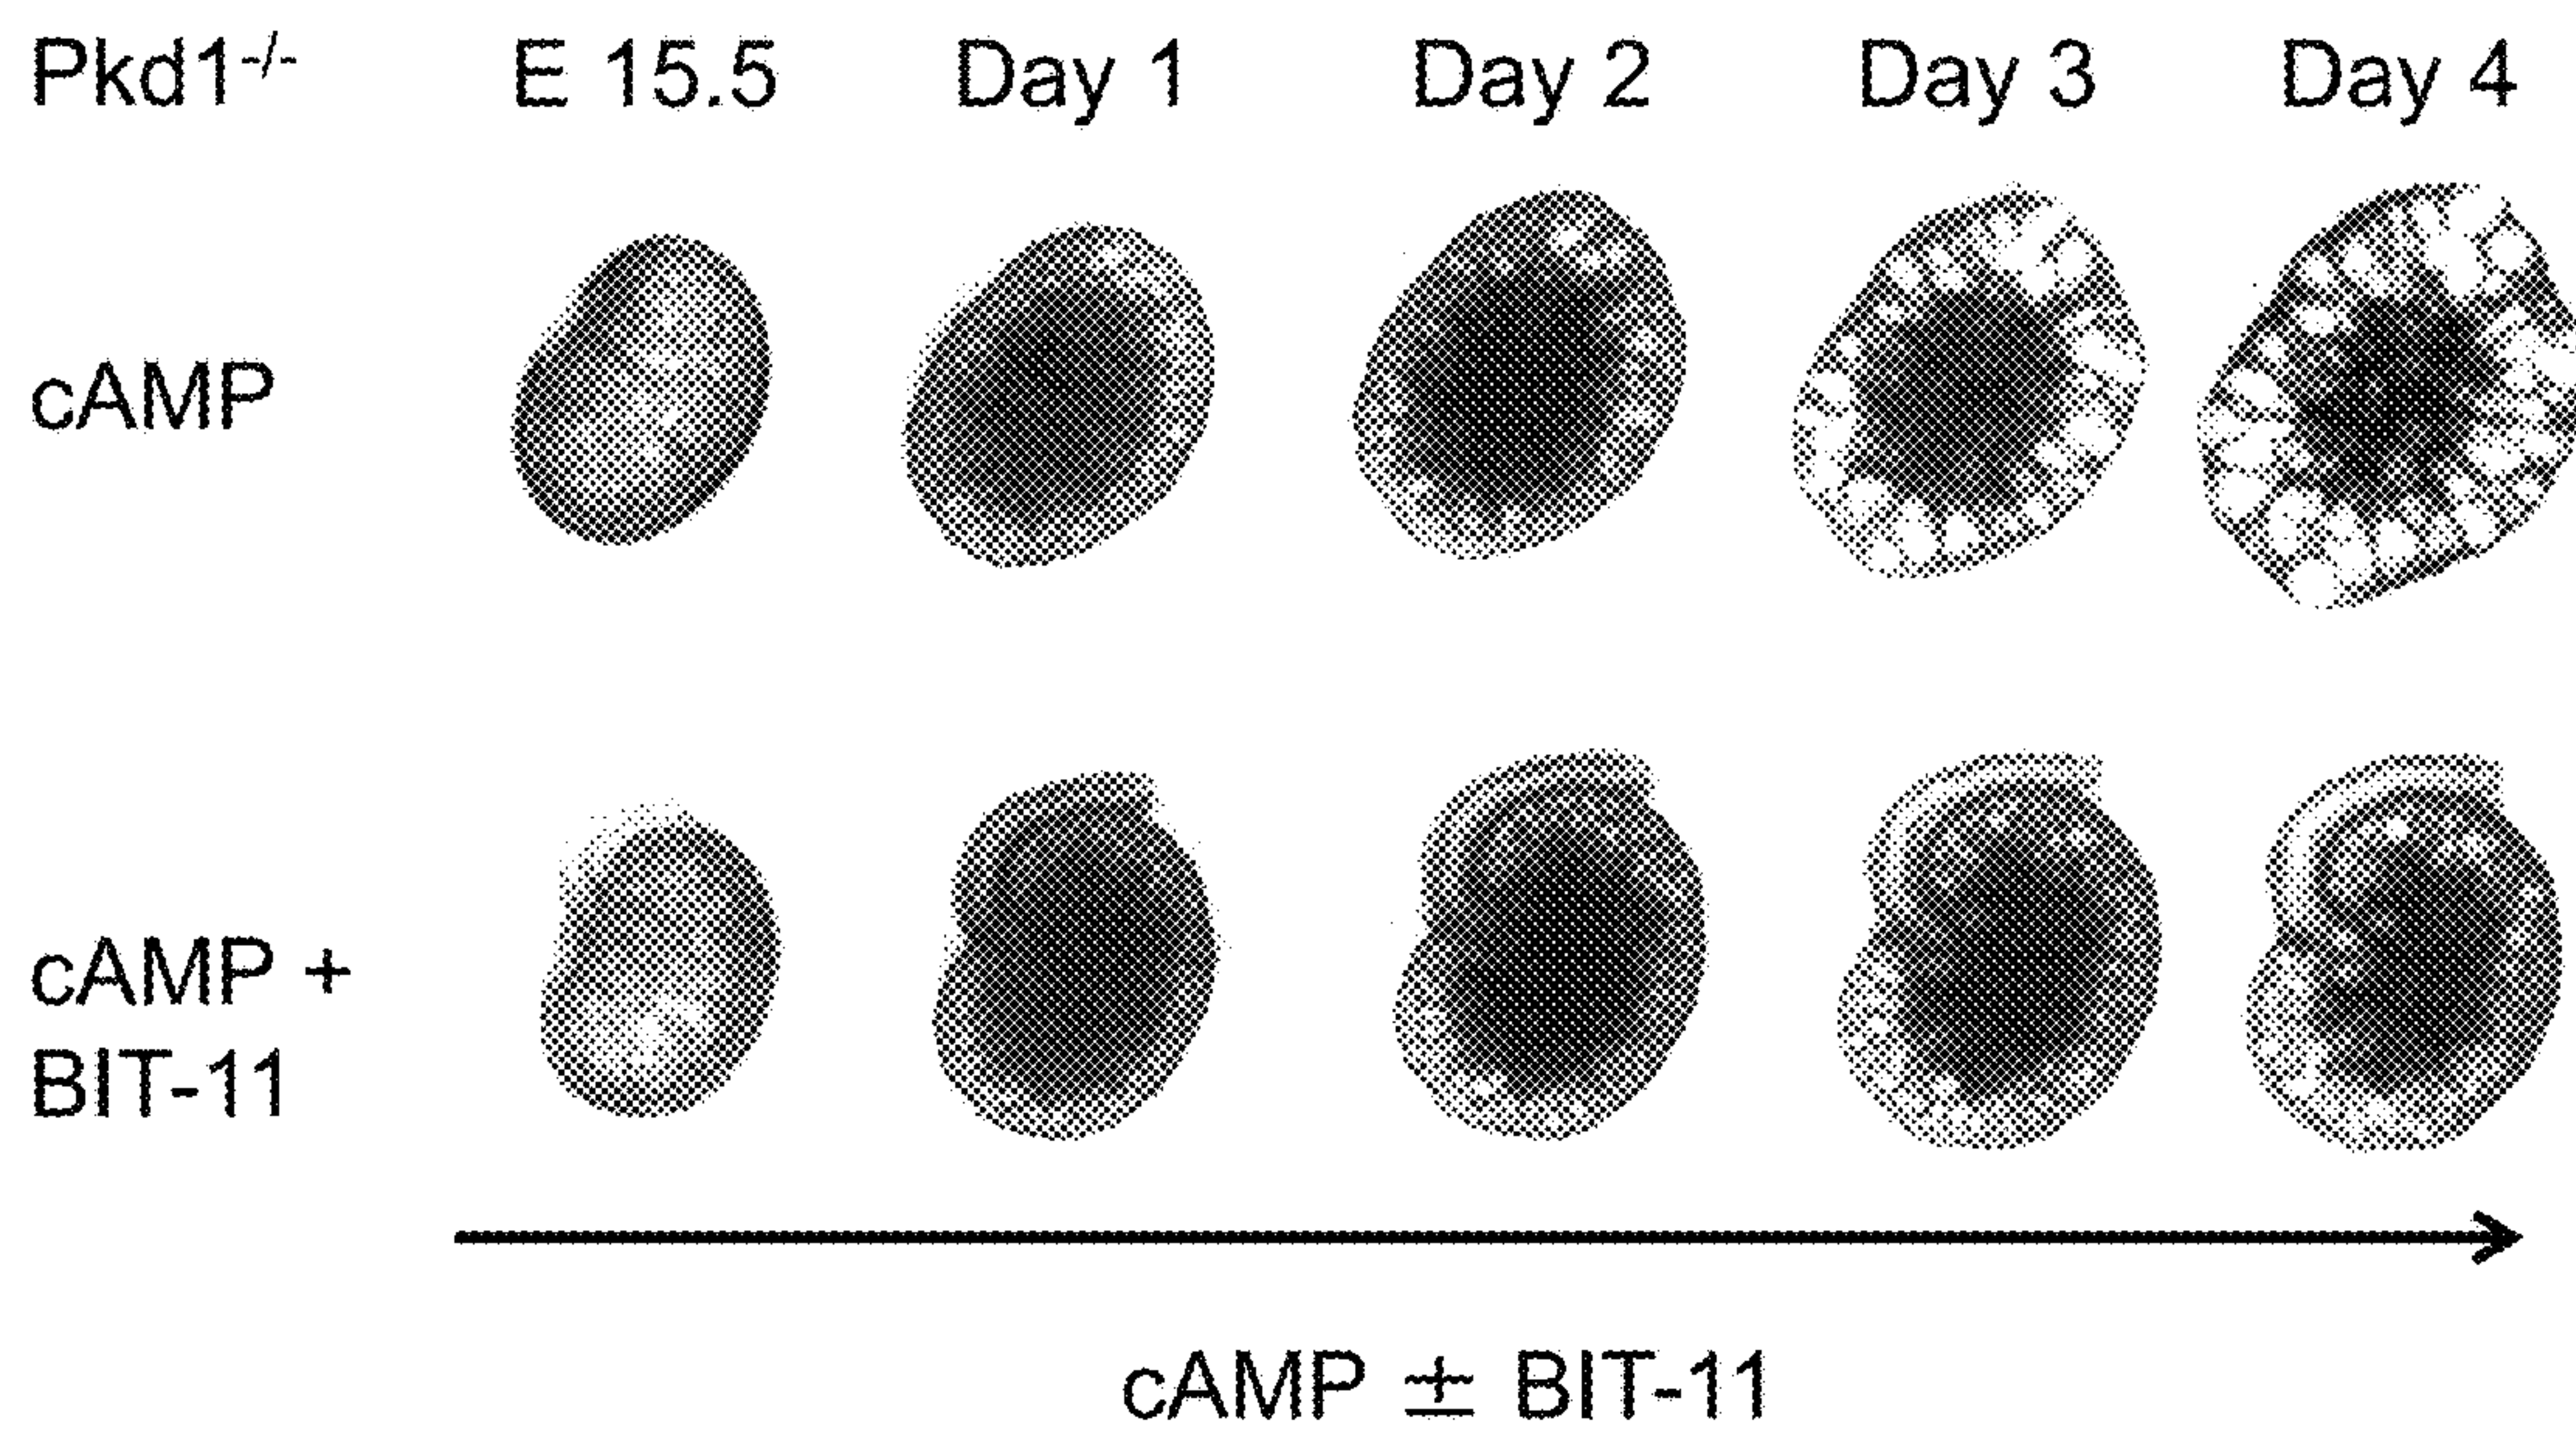 Pkd1-/- E 15.5 Day 1 Day 2 Day 3 Day 4
cAMP
cAMP +
BIT-11
cAMP ± BIT-11